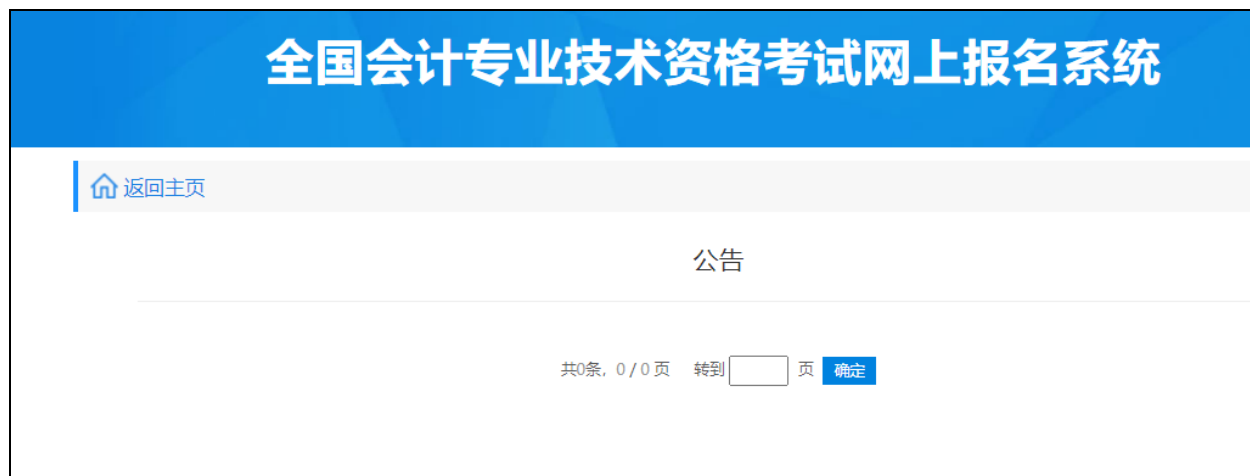 全国会计专业技术资格考试网上报名系统
返回主页
公告
共0条, 0 / 0 页 转到 页 确定